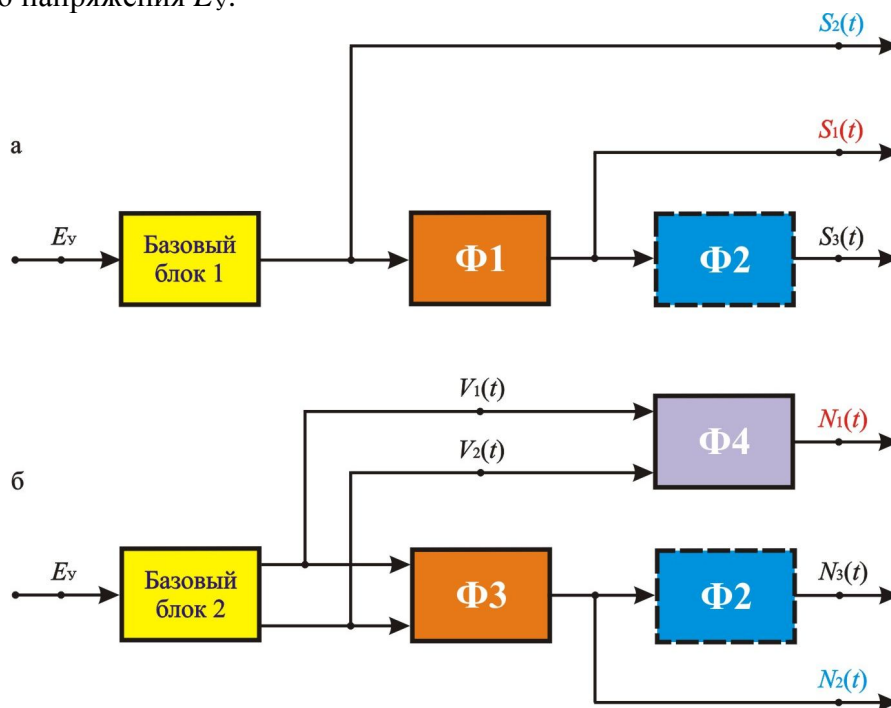 о напряжения Eу.
S₂(t)
а
S₁(t)
Eу
Базовый
блок 1
Ф1
Ф2
S₃(t)
V₁(t)
N₁(t)
Ф4
V₂(t)
б
Eу
Базовый
блок 2
Ф3
Ф2
N₃(t)
N₂(t)